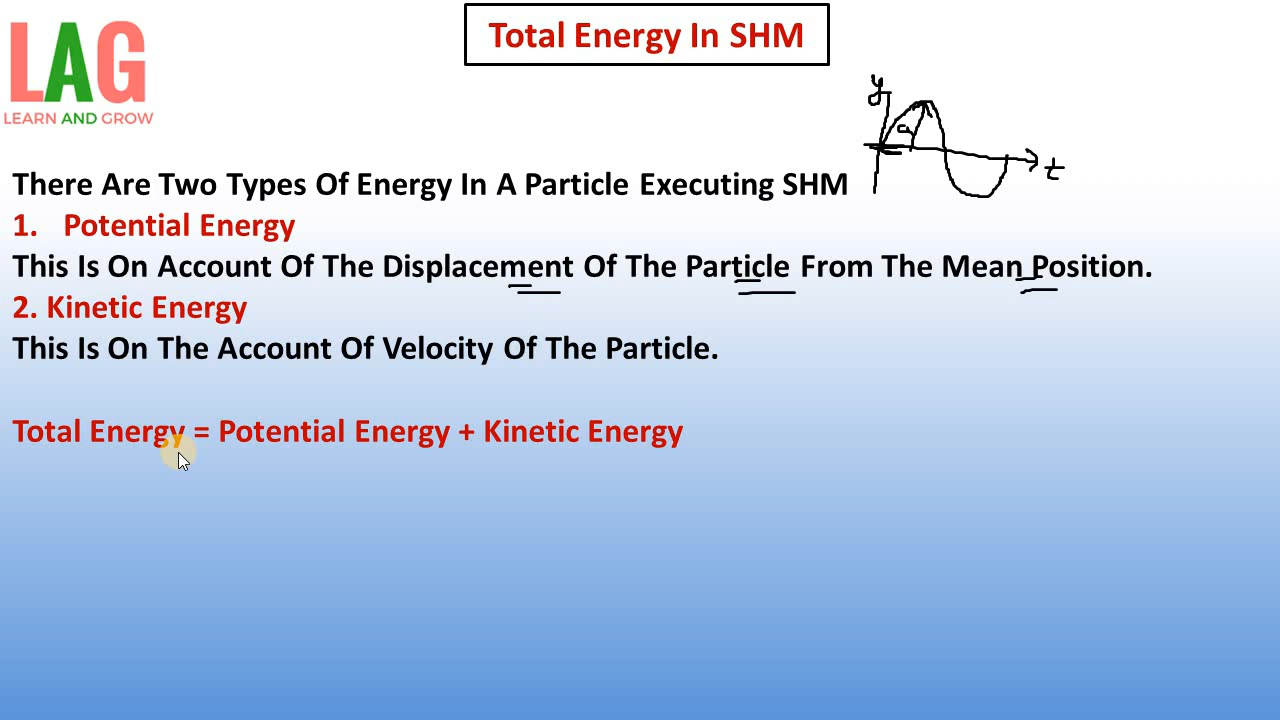 LAG
LEARN AND GROW
Total Energy In SHM
y
a
t
There Are Two Types Of Energy In A Particle Executing SHM
1. Potential Energy
This Is On Account Of The Displacement Of The Particle From The Mean Position.
2. Kinetic Energy
This Is On The Account Of Velocity Of The Particle.
Total Energy = Potential Energy + Kinetic Energy